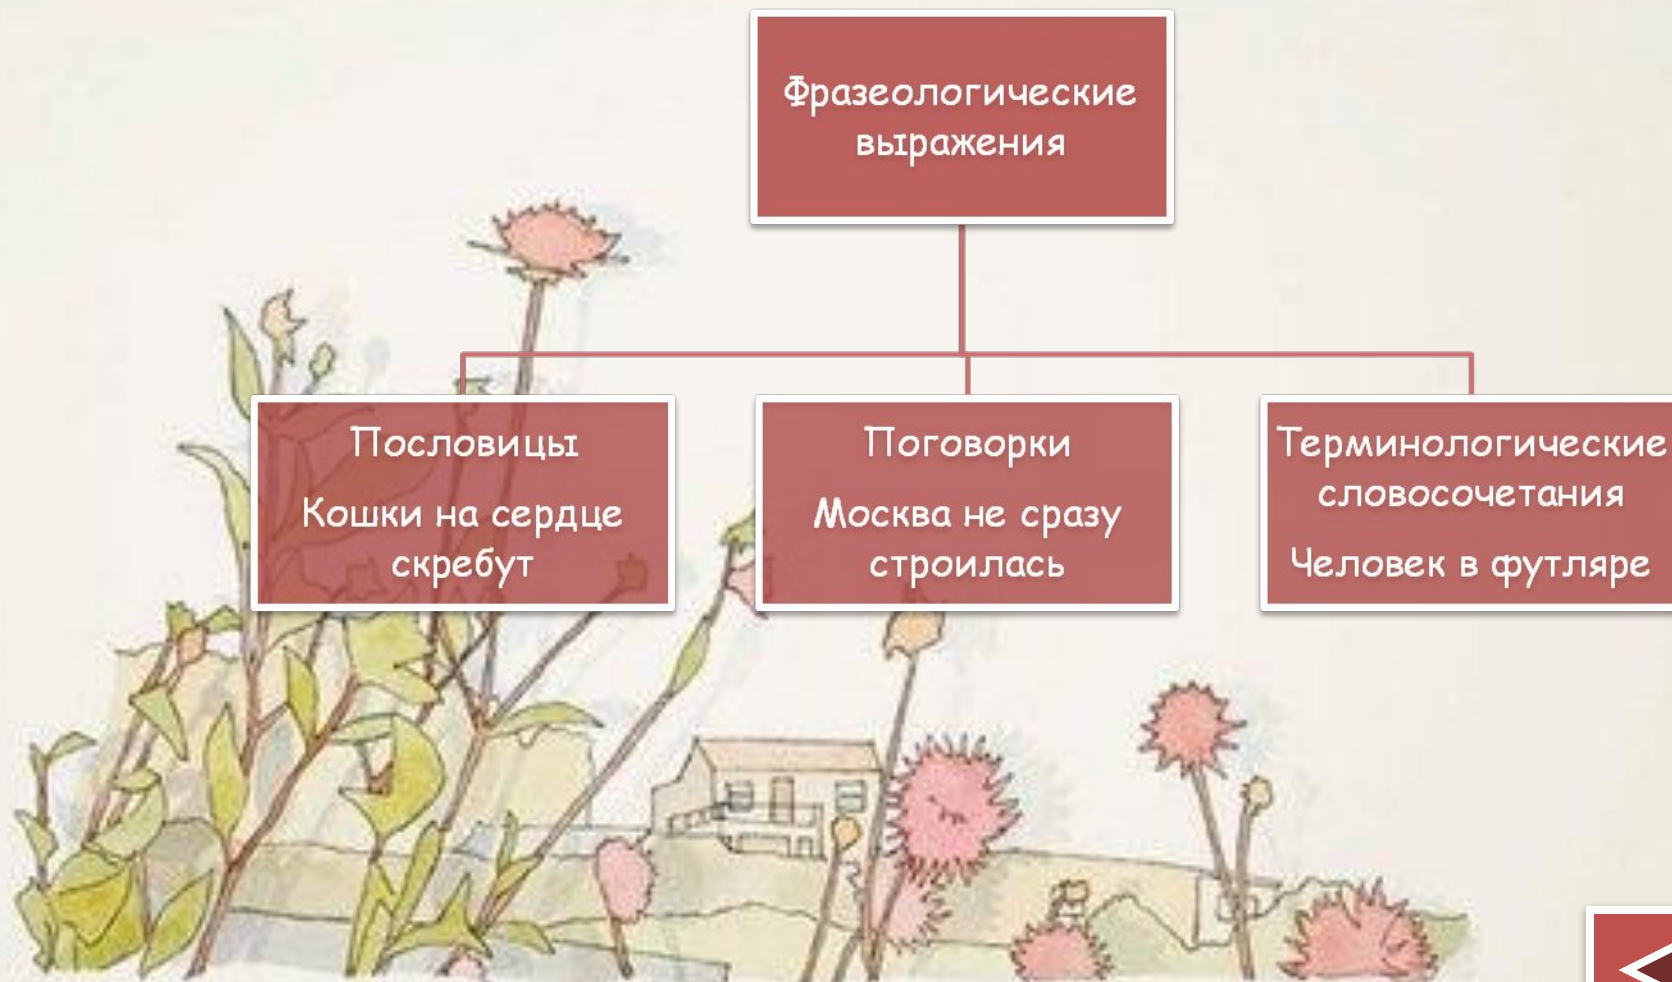 Фразеологические
выражения
Пословицы
Кошки на сердце
скребут
Поговорки
Москва не сразу
строилась
Терминологические
словосочетания
Человек в футляре